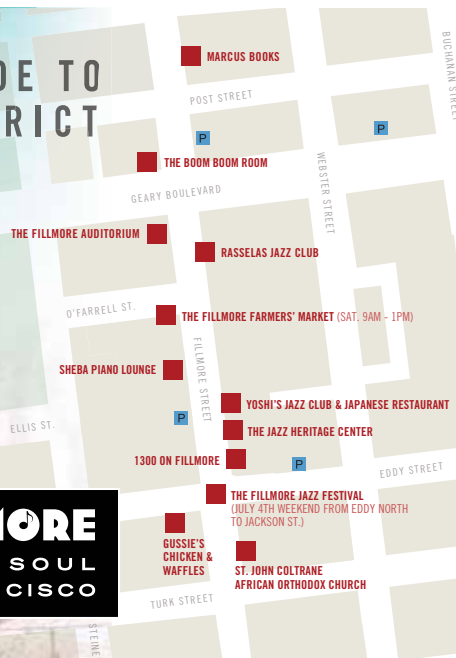 DE TO
RICT
MARCUS BOOKS
POST STREET
BUCHANAN STREET
P
P
THE BOOM BOOM ROOM
WEBSTER STREET
GEARY BOULEVARD
THE FILLMORE AUDITORIUM
RASSELAS JAZZ CLUB
O'FARRELL ST.
THE FILLMORE FARMERS' MARKET (SAT. 9AM - 1PM)
FILLMORE STREET
SHEBA PIANO LOUNGE
YOSHI'S JAZZ CLUB & JAPANESE RESTAURANT
P
ELLIS ST.
THE JAZZ HERITAGE CENTER
1300 ON FILLMORE
P
EDDY STREET
THE FILLMORE JAZZ FESTIVAL
(JULY 4TH WEEKEND FROM EDDY NORTH
TO JACKSON ST.)
MORE
SOUL
CISCO
GUSSIE'S
CHICKEN &
WAFFLES
ST. JOHN COLTRANE
AFRICAN ORTHODOX CHURCH
TURK STREET
STEINE